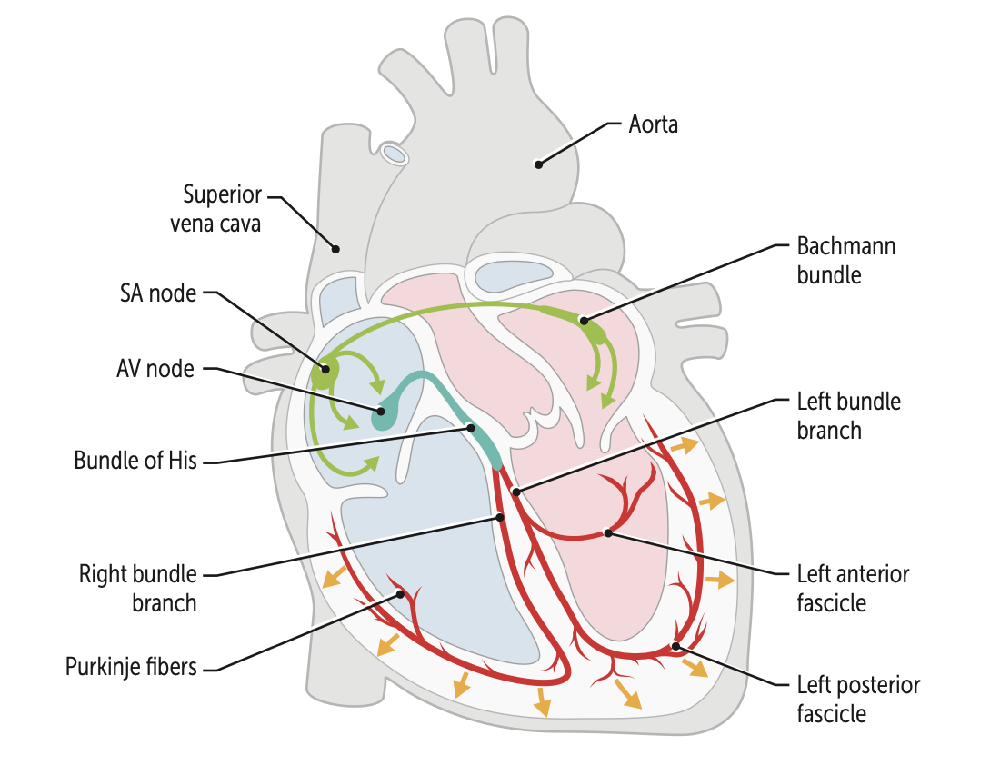 Aorta
Superior
vena cava
Bachmann
bundle
SA node
AV node
Left bundle
branch
Bundle of His
Right bundle
branch
Left anterior
fascicle
Purkinje fibers
Left posterior
fascicle